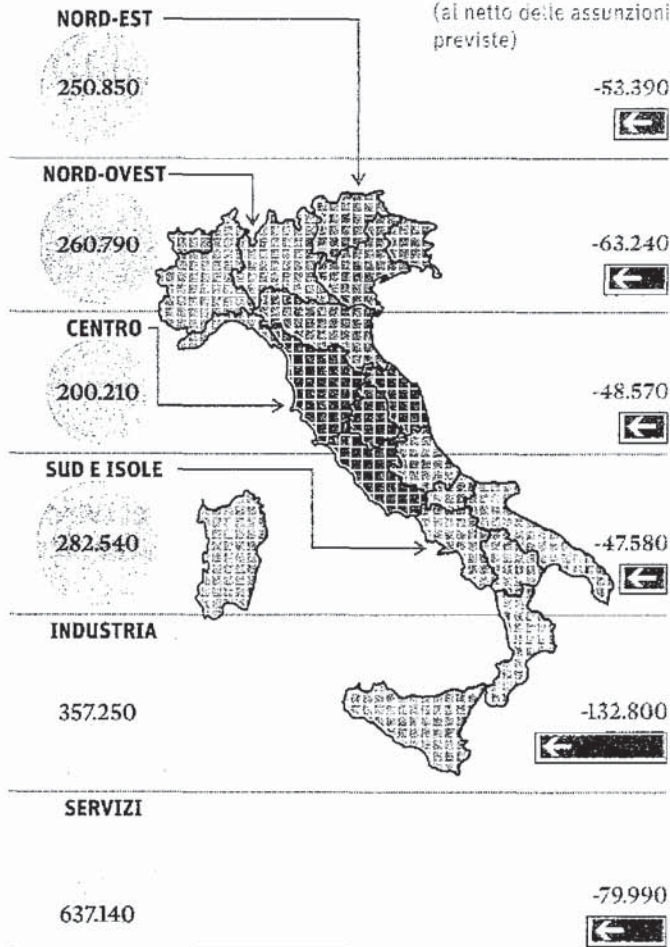 (al netto delle assunzioni
previste)
NORD-EST
250.850
-53.390
NORD-OVEST
260.790
-63.240
CENTRO
200.210
-48.570
SUD E ISOLE
282.540
-47.580
INDUSTRIA
357.250
-132.800
SERVIZI
637.140
-79.990